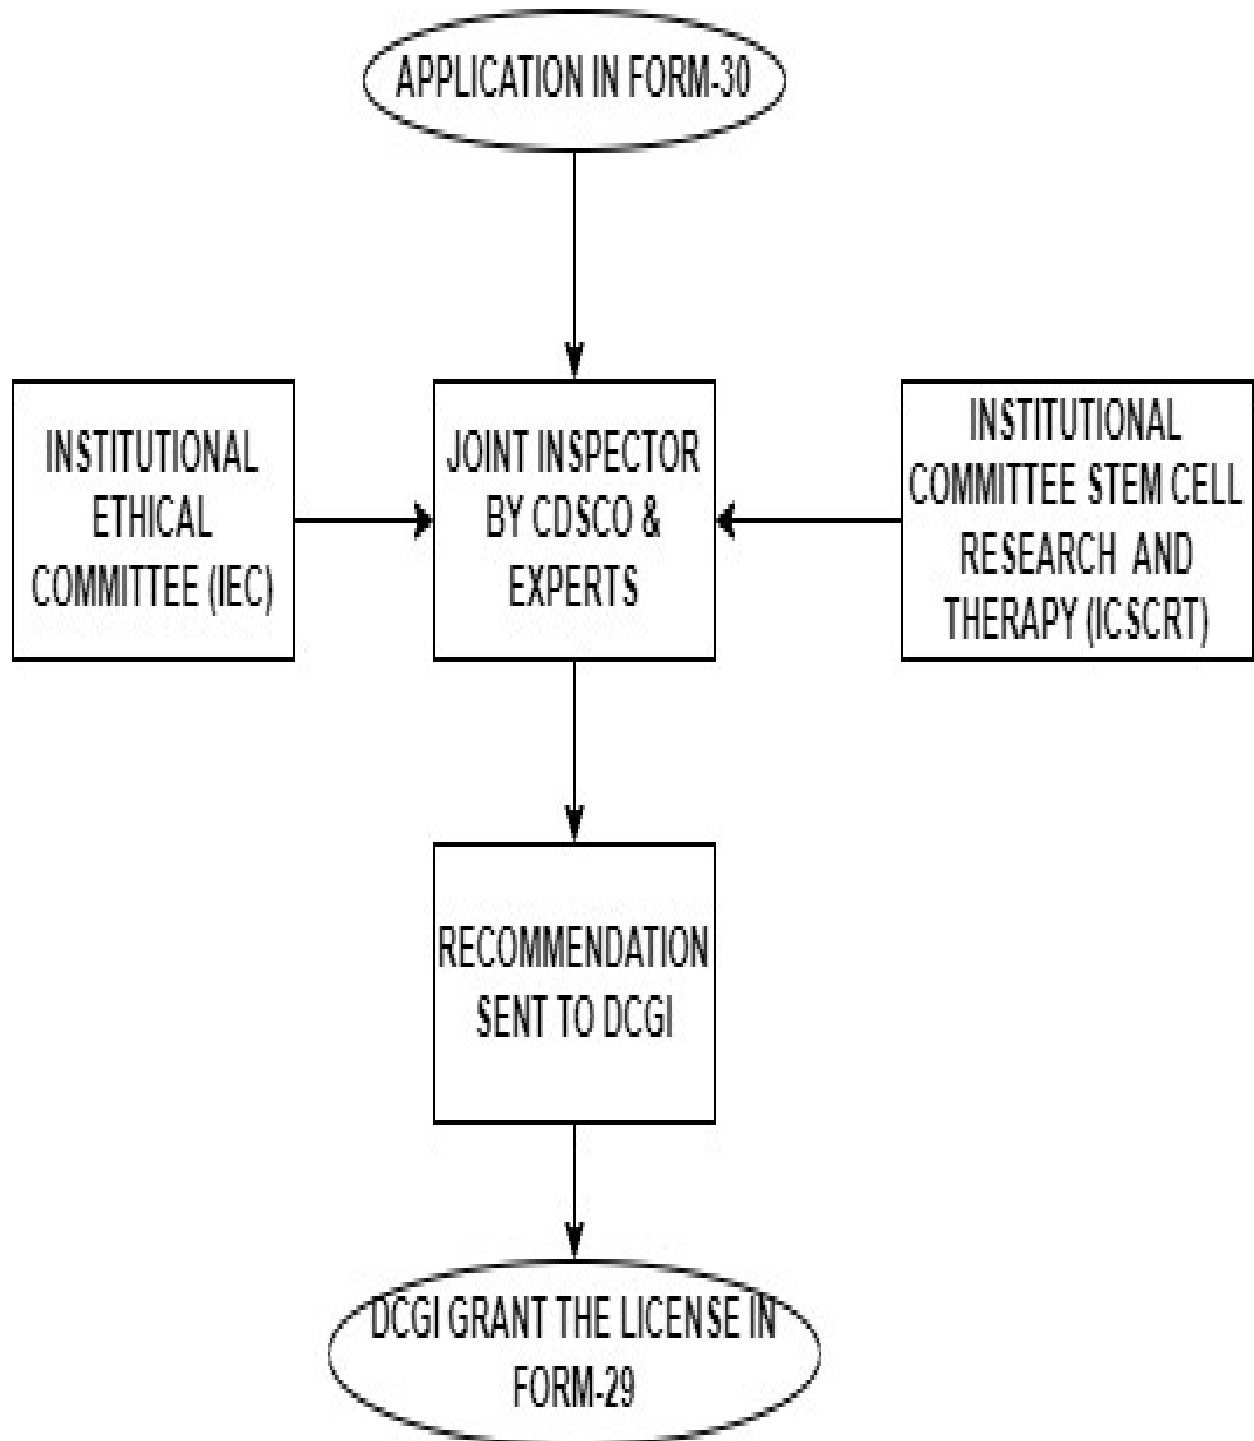 APPLICATION IN FORM-30
INSTITUTIONAL
ETHICAL
COMMITTEE (IEC)
JOINT INSPECTOR
BY CDSCO &
EXPERTS
INSTITUTIONAL
COMMITTEE STEM CELL
RESEARCH AND
THERAPY (ICSCRT)
RECOMMENDATION
SENT TO DCGI
DCGI GRANT THE LICENSE IN
FORM-29